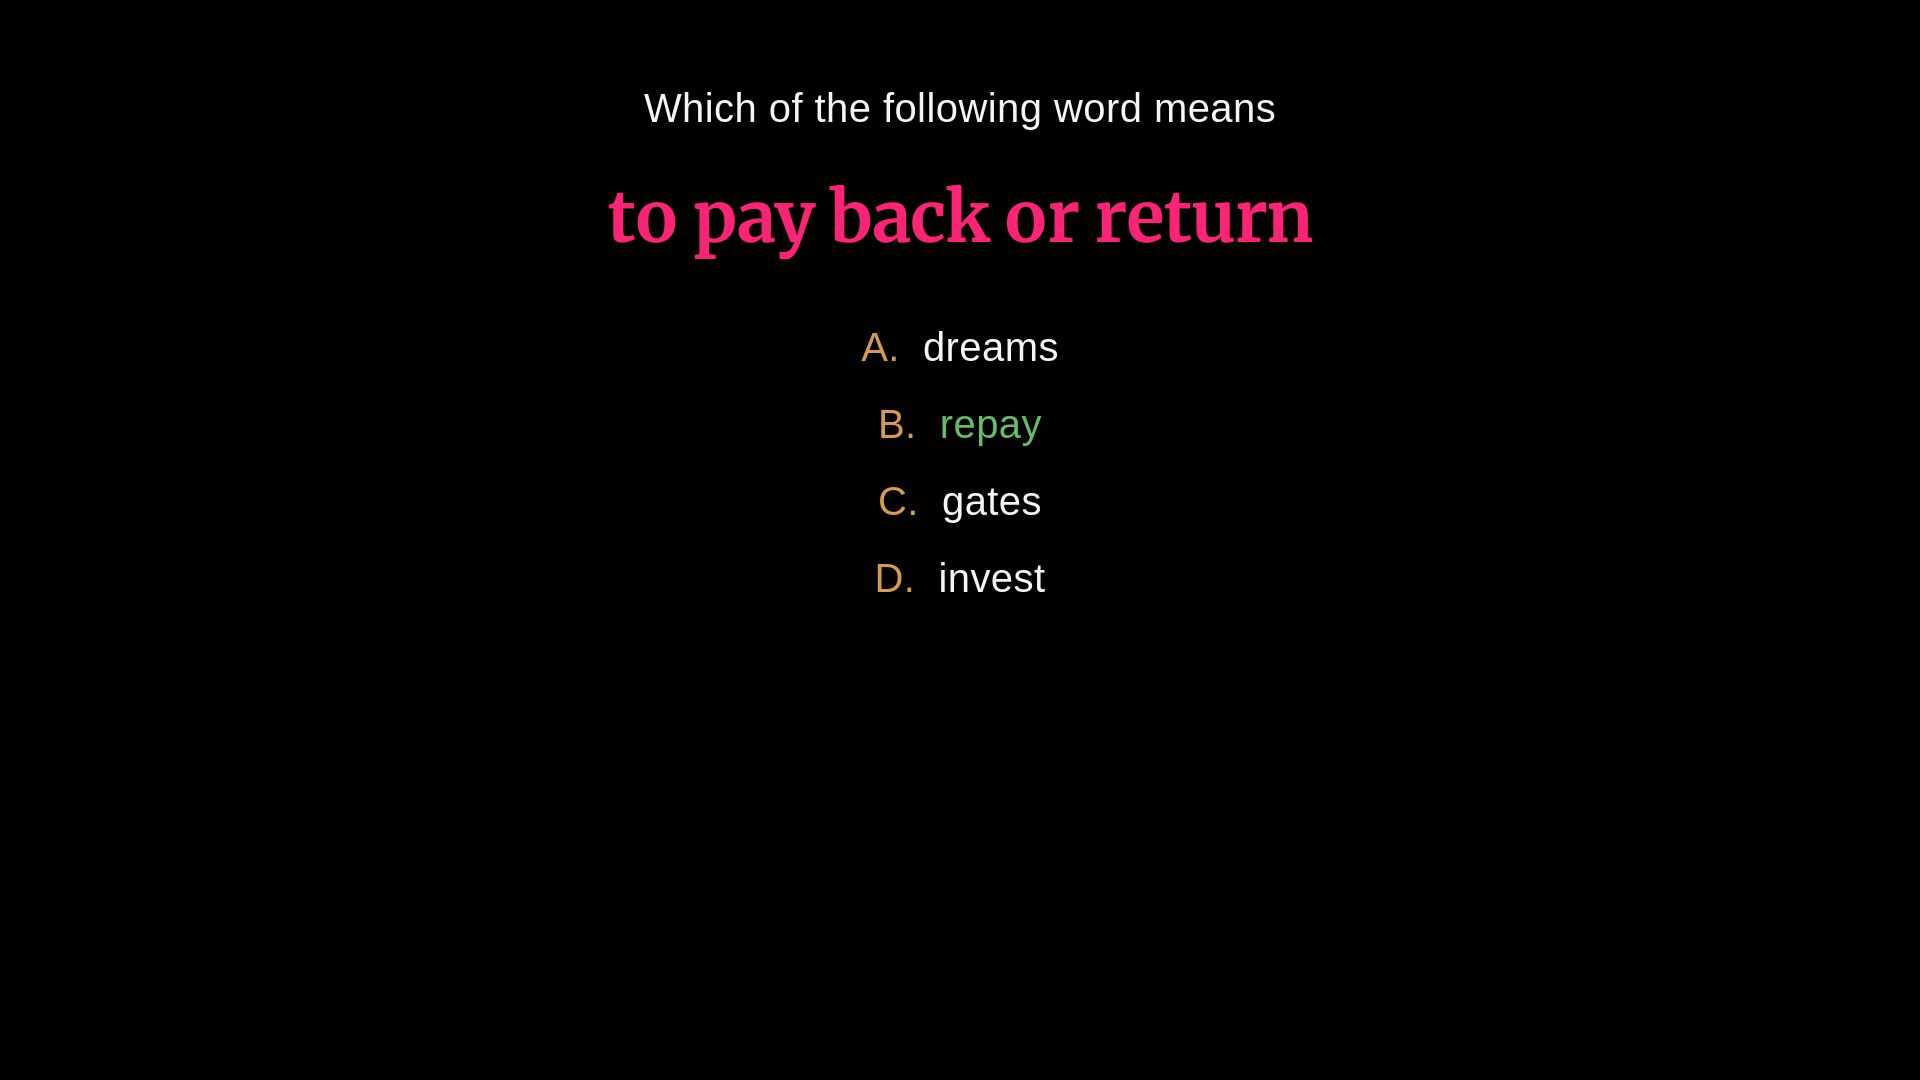 Which of the following word means
to pay back or return
A. dreams
B. repay
C. gates
D. invest